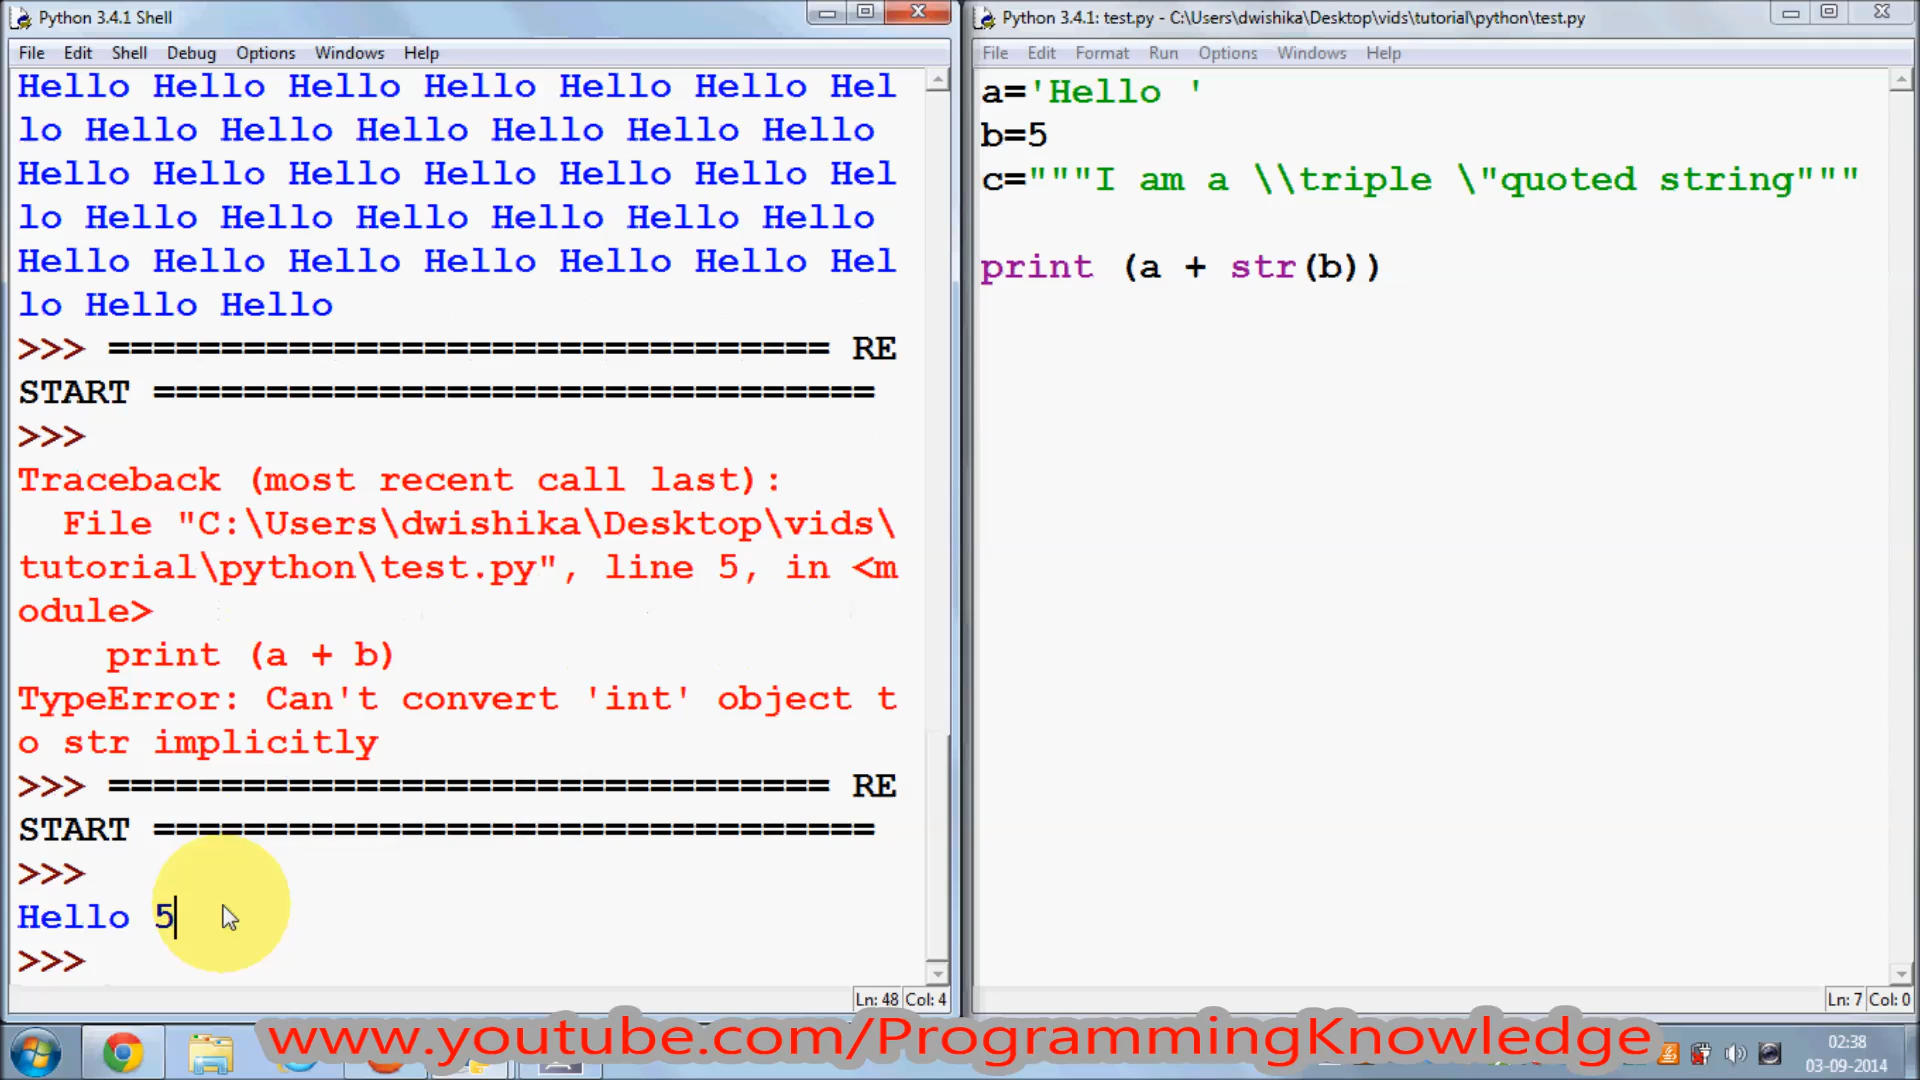 Python 3.4.1 Shell
File Edit Shell Debug Options Windows Help
Hello Hello Hello Hello Hello Hello Hel
lo Hello Hello Hello Hello Hello Hello
Hello Hello Hello Hello Hello Hello Hel
lo Hello Hello Hello Hello Hello Hello
Hello Hello Hello Hello Hello Hello Hel
lo Hello Hello
>>> ================================ RE
START ================================
>>>
Traceback (most recent call last):
  File "C:\Users\dwishika\Desktop\vids\
tutorial\python\test.py", line 5, in <m
odule>
    print (a + b)
TypeError: Can't convert 'int' object t
o str implicitly
>>> ================================ RE
START ================================
>>>
Hello 5
>>>
Ln: 48 Col: 4
Python 3.4.1: test.py - C:\Users\dwishika\Desktop\vids\tutorial\python\test.py
File Edit Format Run Options Windows Help
a='Hello '
b=5
c="""I am a \\triple \"quoted string"""
print (a + str(b))
Ln: 7 Col: 0
www.youtube.com/ProgrammingKnowledge
02:38
03-09-2014